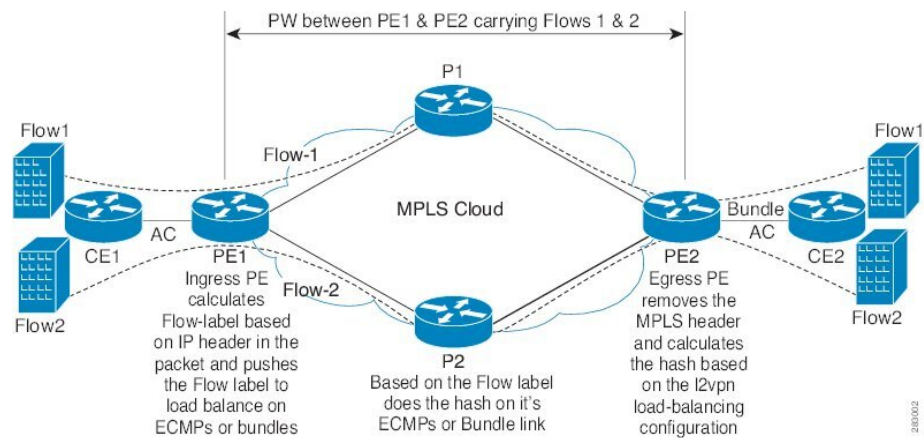 PW between PE1 & PE2 carrying Flows 1 & 2
P1
Flow1
Flow1
Flow-1
MPLS Cloud
Bundle
AC
AC
CE1
PE1
PE2
CE2
Flow-2
Flow2
Flow2
Ingress PE
calculates
Flow-label based
on IP header in the
packet and pushes
the Flow label to
load balance on
ECMPs or bundles
P2
Based on the Flow label
does the hash on it's
ECMPs or Bundle link
Egress PE
removes the
MPLS header
and calculates
the hash based
on the l2vpn
load-balancing
configuration